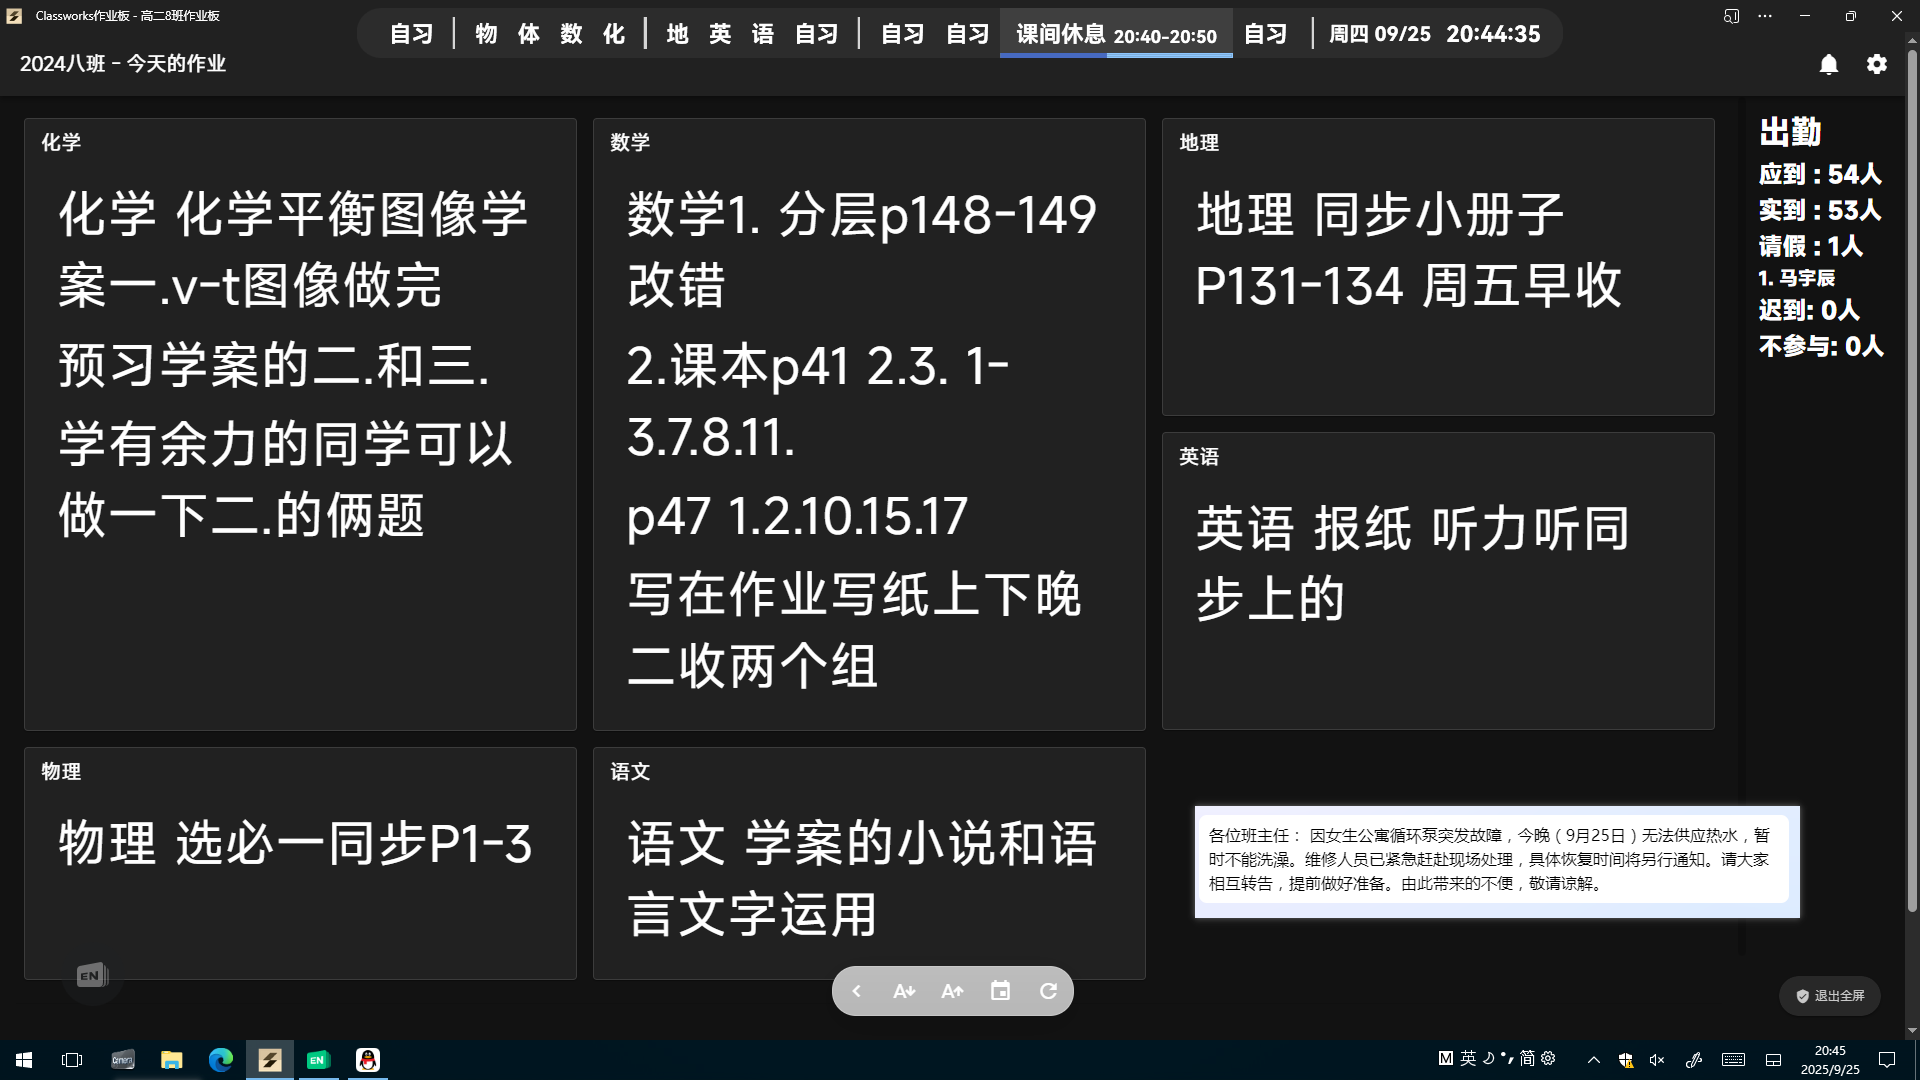 Classworks作业板 - 高二8班作业板
自习 | 物 体 数 化 | 地 英 语 自习 | 自习 自习 课间休息 20:40-20:50 自习 | 周四 09/25 20:44:35
2024八班 - 今天的作业
化学
化学 化学平衡图像学
案一.v-t图像做完
预习学案的二.和三.
学有余力的同学可以
做一下二.的俩题
数学
数学1. 分层p148-149
改错
2.课本p41 2.3. 1-
3.7.8.11.
p47 1.2.10.15.17
写在作业写纸上下晚
二收两个组
地理
地理 同步小册子
P131-134 周五早收
英语
英语 报纸 听力听同
步上的
物理
物理 选必一同步P1-3
语文
语文 学案的小说和语
言文字运用
出勤
应到 : 54人
实到 : 53人
请假 : 1人
1. 马宇辰
迟到: 0人
不参与: 0人
各位班主任： 因女生公寓循环泵突发故障，今晚（9月25日）无法供应热水，暂
时不能洗澡。维修人员已紧急赶赴现场处理，具体恢复时间将另行通知。请大家
相互转告，提前做好准备。由此带来的不便，敬请谅解。
EN
退出全屏
Camera
EN
M 英 简
20:45
2025/9/25